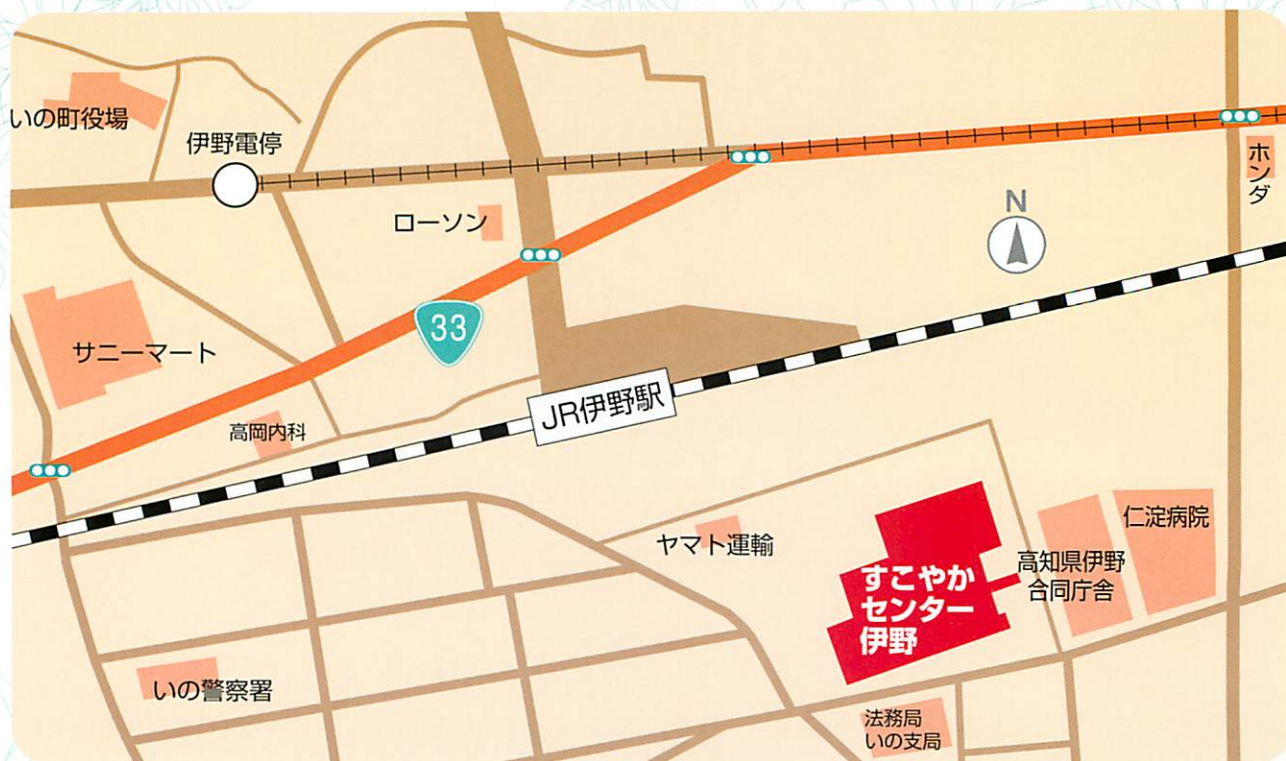 いの町役場
伊野電停
ホンダ
N
ローソン
33
サニーマート
JR伊野駅
高岡内科
仁淀病院
ヤマト運輸
高知県伊野
合同庁舎
すこやか
センター
伊野
いの警察署
法務局
いの支局